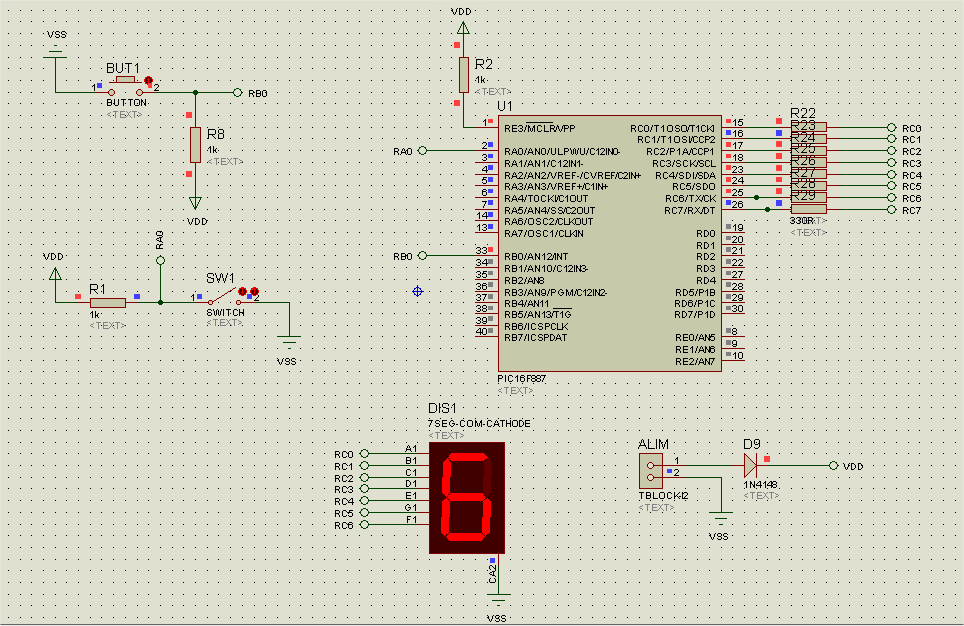 VSS
BUT1
1
2
BUTTON
<TEXT>
RB0
R8
1k
<TEXT>
VDD
VDD
R1
1k
<TEXT>
RA0
SW1
1
2
SWITCH
<TEXT>
VSS
VDD
R2
1k
<TEXT>
U1
1 RE3/MCLR/VPP
RA0 2 RA0/AN0/ULPWU/C12IN0-
3 RA1/AN1/C12IN1-
4 RA2/AN2/VREF-/CVREF/C2IN+
5 RA3/AN3/VREF+/C1IN+
6 RA4/T0CKI/C1OUT
7 RA5/AN4/SS/C2OUT
14 RA6/OSC2/CLKOUT
13 RA7/OSC1/CLKIN
RB0 33 RB0/AN12/INT
34 RB1/AN10/C12IN3-
35 RB2/AN8
36 RB3/AN9/PGM/C12IN2-
37 RB4/AN11
38 RB5/AN13/T1G
39 RB6/ICSPCLK
40 RB7/ICSPDAT
RC0/T1OSO/T1CKI 15
RC1/T1OSI/CCP2 16
RC2/P1A/CCP1 17
RC3/SCK/SCL 18
RC4/SDI/SDA 23
RC5/SDO 24
RC6/TX/CK 25
RC7/RX/DT 26
RD0 19
RD1 20
RD2 21
RD3 22
RD4 27
RD5/P1B 28
RD6/P1C 29
RD7/P1D 30
RE0/AN5 8
RE1/AN6 9
RE2/AN7 10
PIC16F887
<TEXT>
R22
R23 RC0
R24 RC1
R25 RC2
R26 RC3
R27 RC4
R28 RC5
R29 RC6
RC7
330R
<TEXT>
DIS1
7SEG-COM-CATHODE
<TEXT>
RC0 A1
RC1 B1
RC2 C1
RC3 D1
RC4 E1
RC5 G1
RC6 F1
6
CA2
VSS
ALIM
1
2
TBLOCK-I2
<TEXT>
D9
1N4148
<TEXT>
VDD
VSS